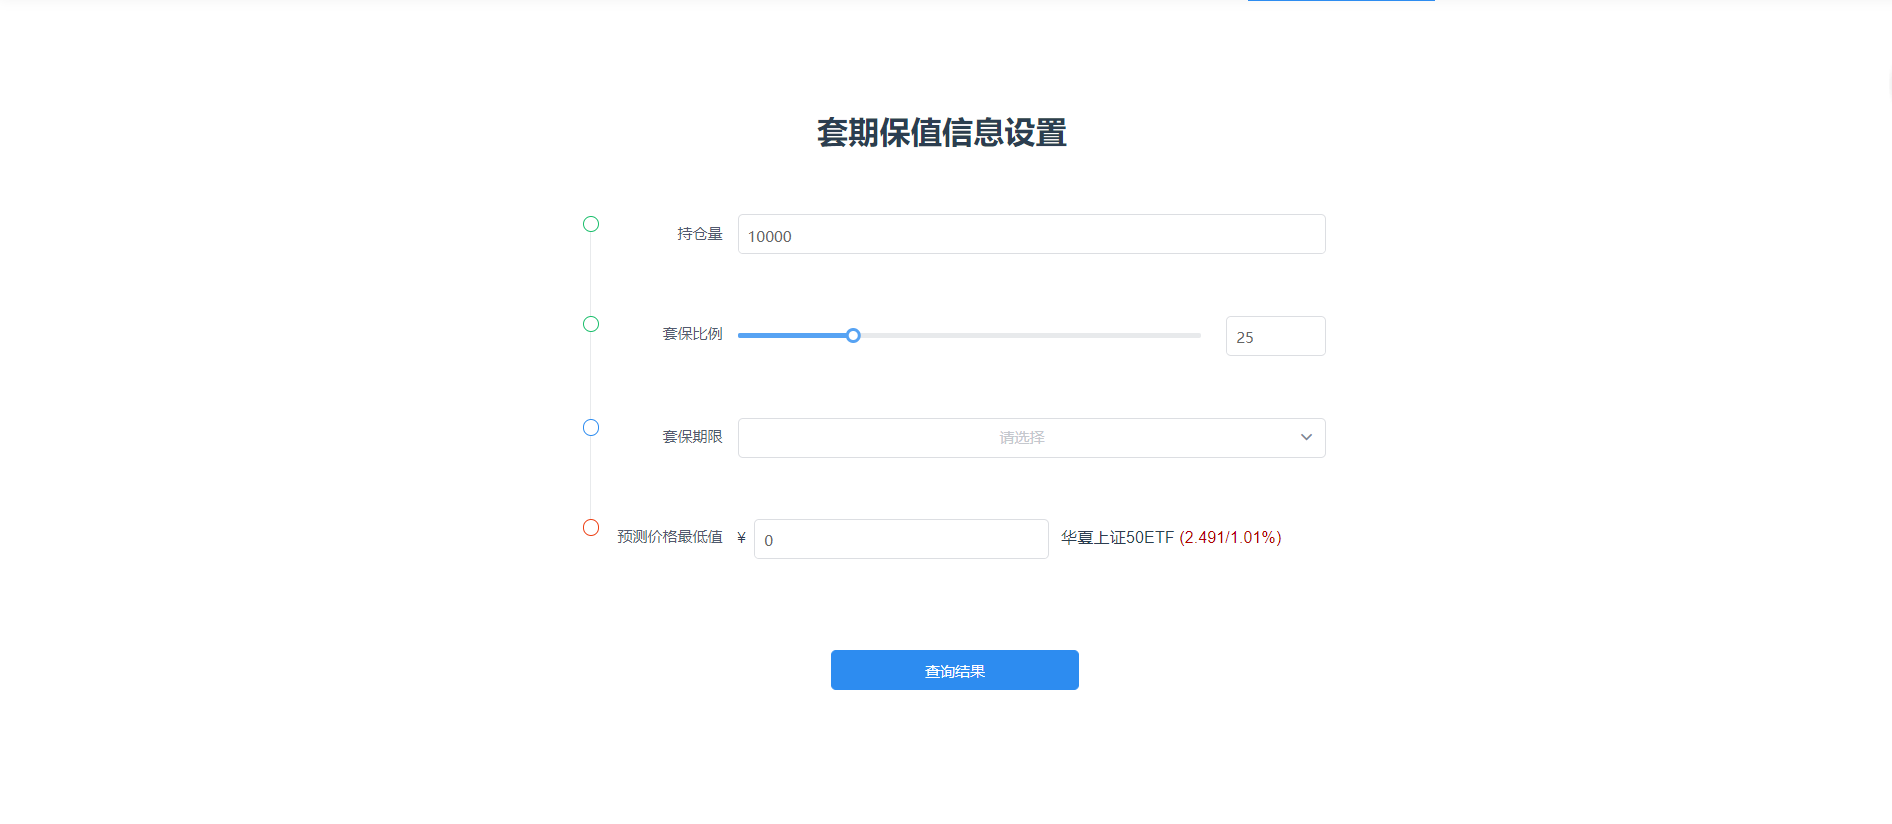 套期保值信息设置
持仓量 10000
套保比例 25
套保期限 请选择
预测价格最低值 ¥ 0 华夏上证50ETF (2.491/1.01%)
查询结果